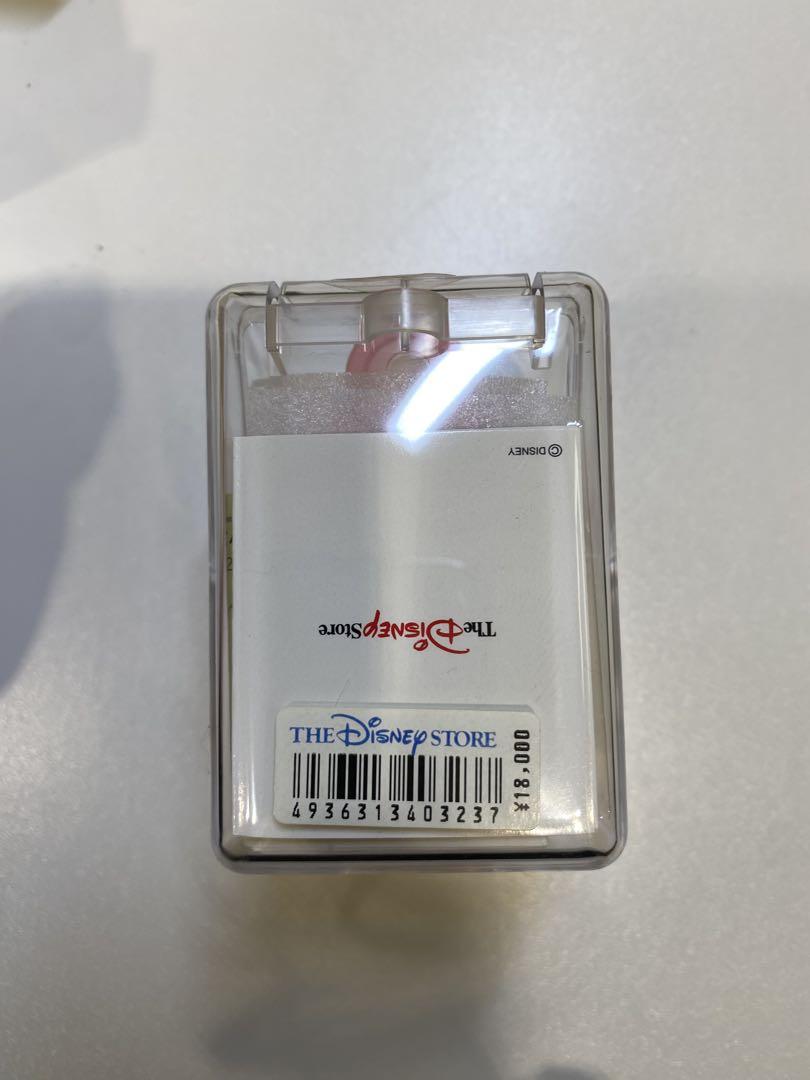 © DISNEY
The DISNEY Store
THE DISNEY STORE
4936313403237
¥18,000